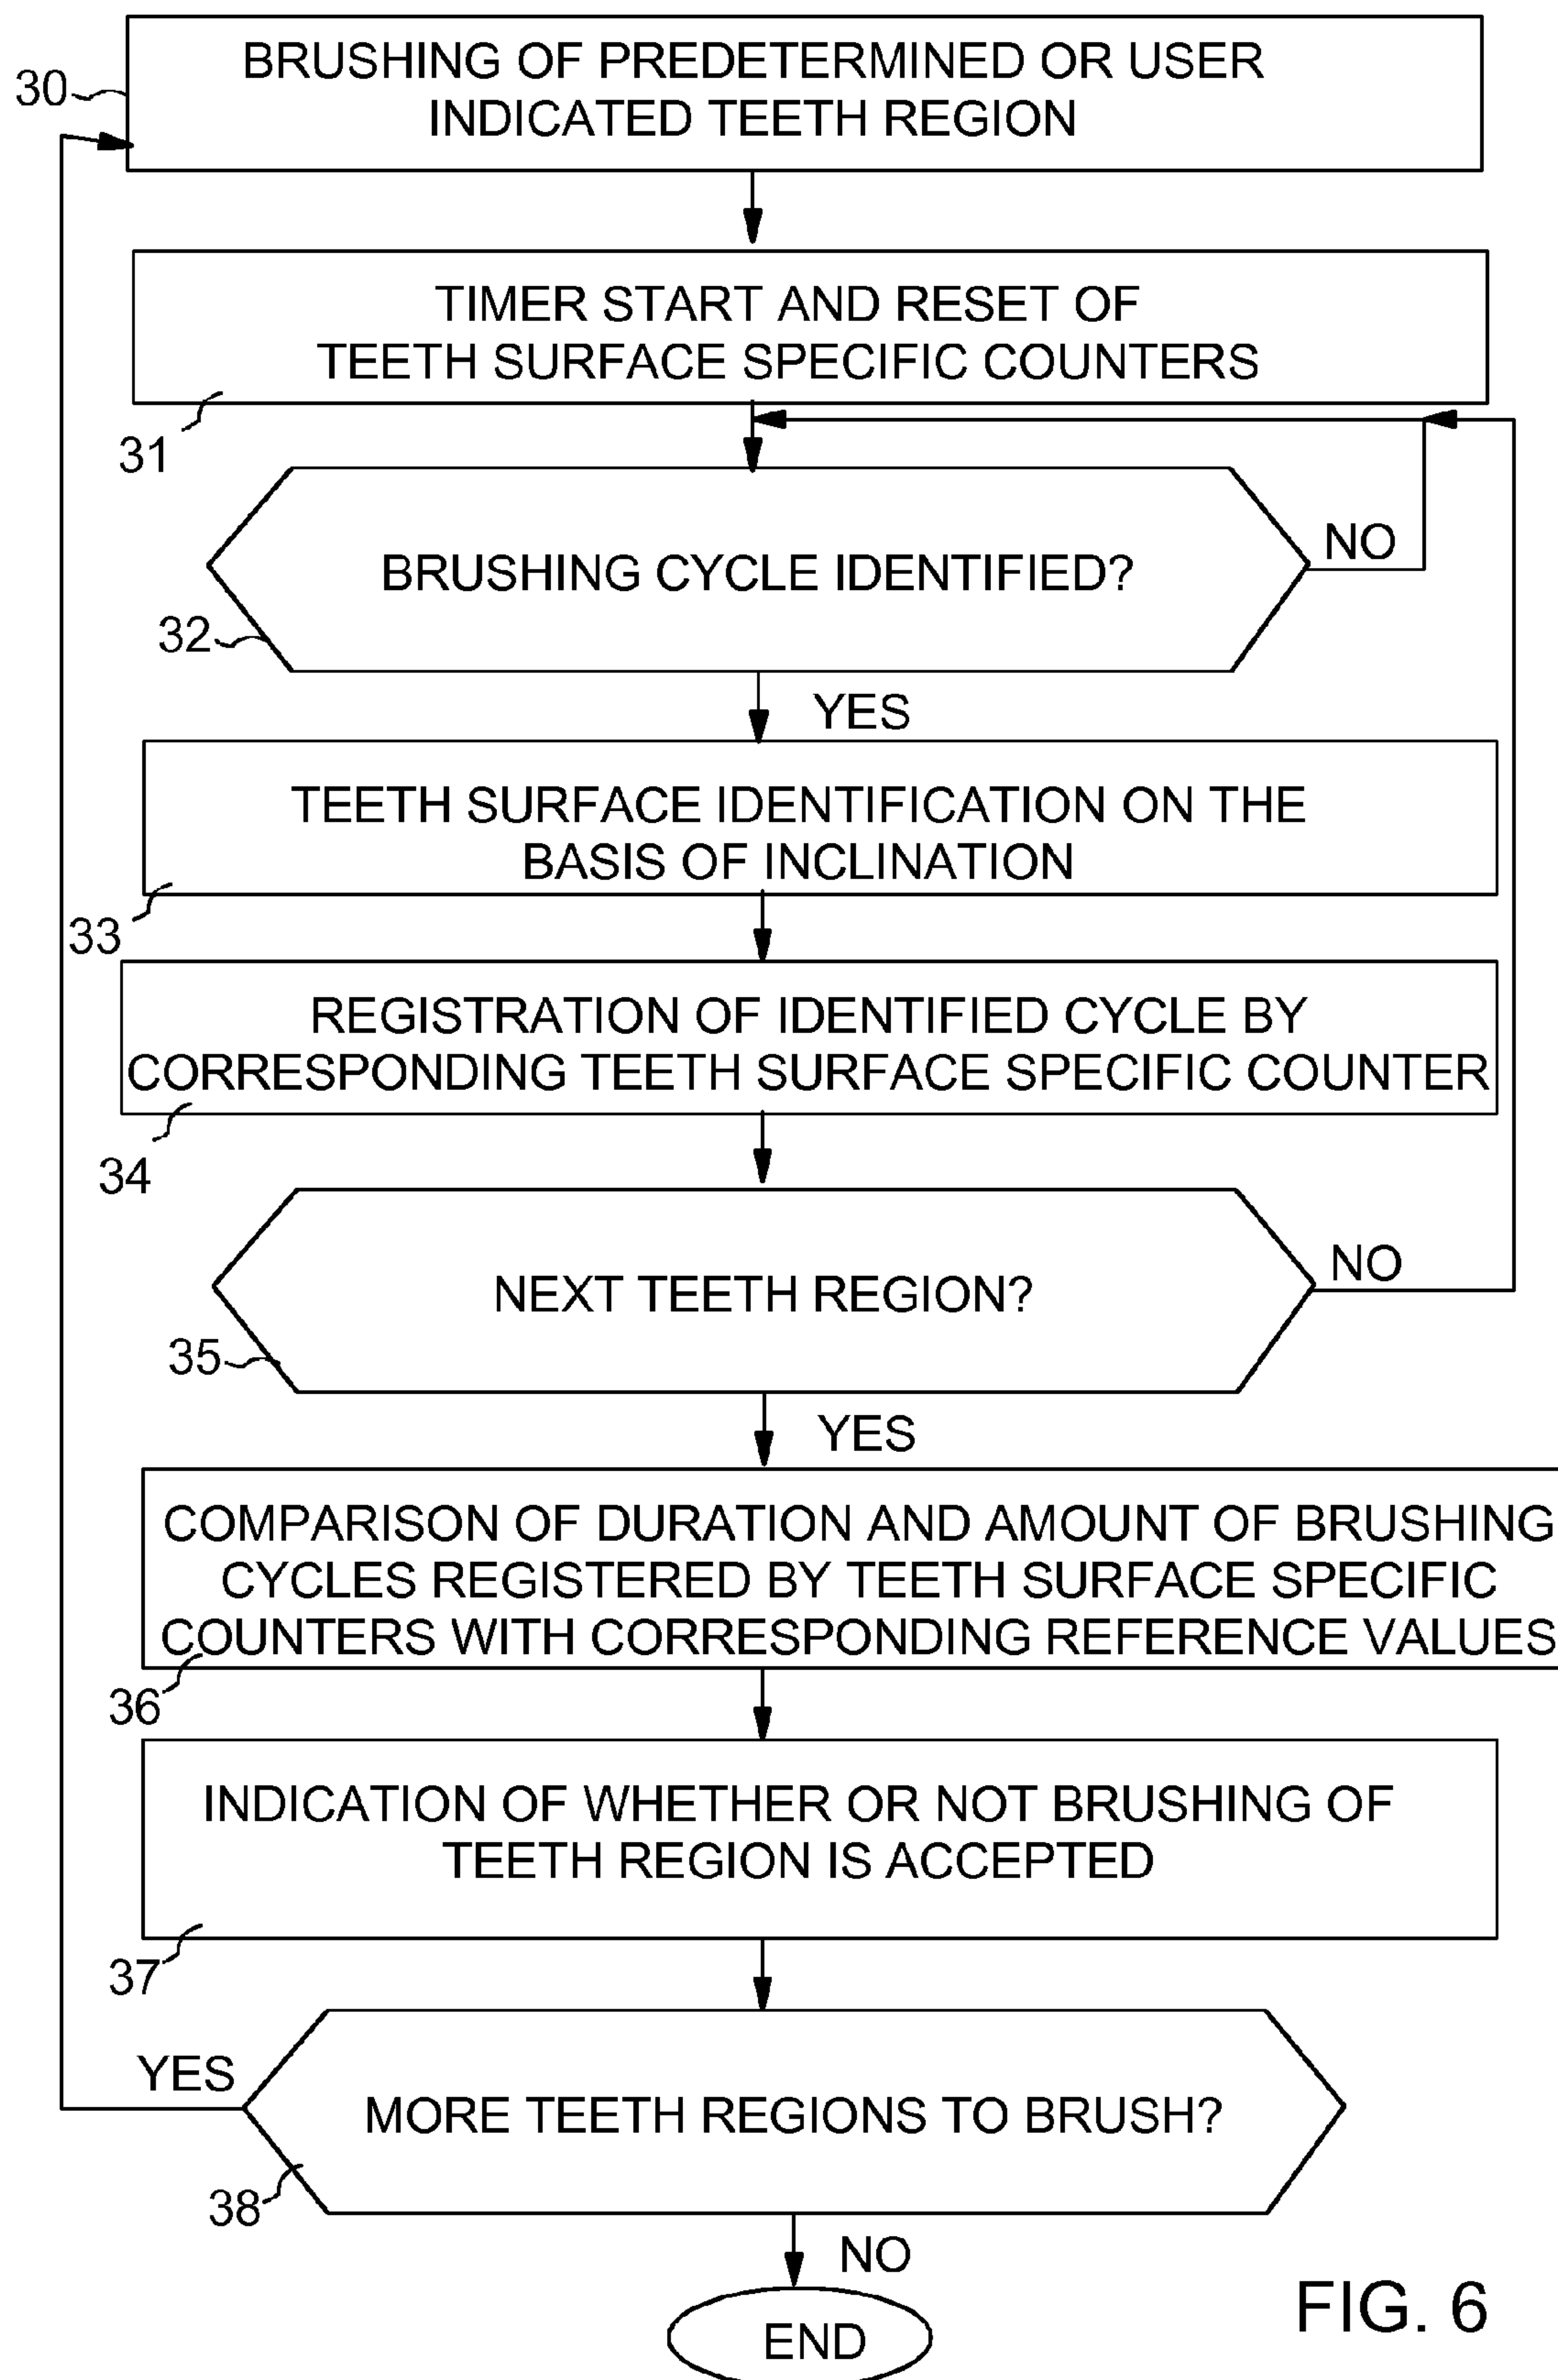 30
BRUSHING OF PREDETERMINED OR USER
INDICATED TEETH REGION
TIMER START AND RESET OF
TEETH SURFACE SPECIFIC COUNTERS
31
BRUSHING CYCLE IDENTIFIED?
NO
32
YES
TEETH SURFACE IDENTIFICATION ON THE
BASIS OF INCLINATION
33
REGISTRATION OF IDENTIFIED CYCLE BY
CORRESPONDING TEETH SURFACE SPECIFIC COUNTER
34
NEXT TEETH REGION?
NO
35
YES
COMPARISON OF DURATION AND AMOUNT OF BRUSHING
CYCLES REGISTERED BY TEETH SURFACE SPECIFIC
COUNTERS WITH CORRESPONDING REFERENCE VALUES
36
INDICATION OF WHETHER OR NOT BRUSHING OF
TEETH REGION IS ACCEPTED
37
YES
MORE TEETH REGIONS TO BRUSH?
38
NO
END
FIG. 6